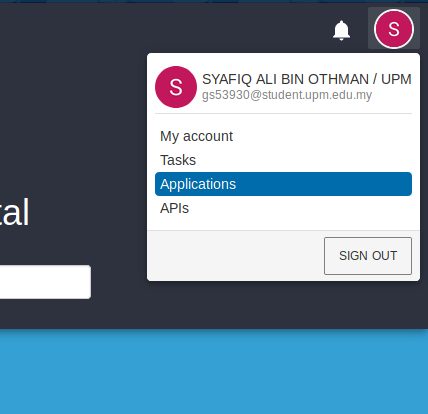 S
S
SYAFIQ ALI BIN OTHMAN / UPM
gs53930@student.upm.edu.my
My account
Tasks
Applications
APIs
tal
SIGN OUT